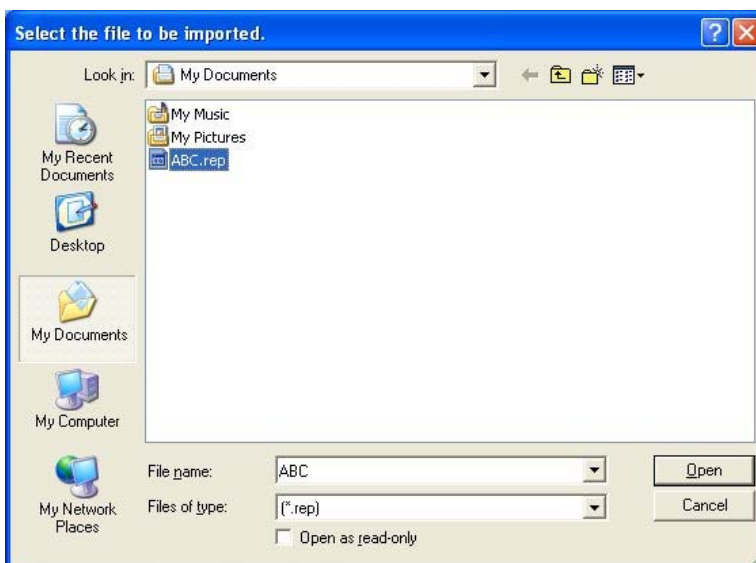 Select the file to be imported.
Look in: My Documents
My Music
My Pictures
ABC.rep
My Recent
Documents
Desktop
My Documents
My Computer
My Network
Places
File name: ABC Open
Files of type: (*.rep) Cancel
Open as read-only